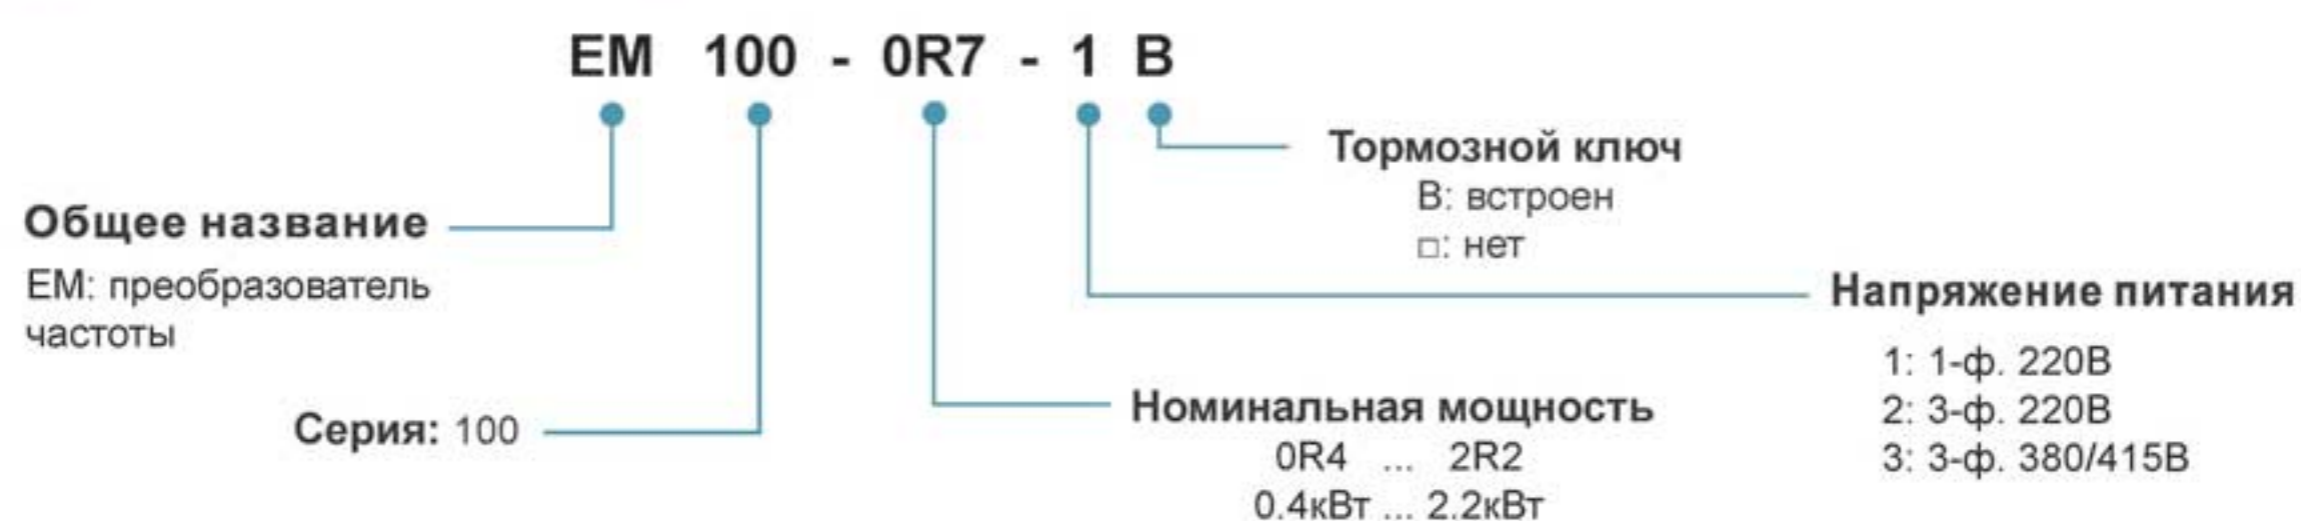 EM 100 - 0R7 - 1 B
Тормозной ключ
B: встроен
□: нет
Общее название
EM: преобразователь
частоты
Напряжение питания
1: 1-ф. 220В
2: 3-ф. 220В
3: 3-ф. 380/415В
Серия: 100
Номинальная мощность
0R4 ... 2R2
0.4кВт ... 2.2кВт